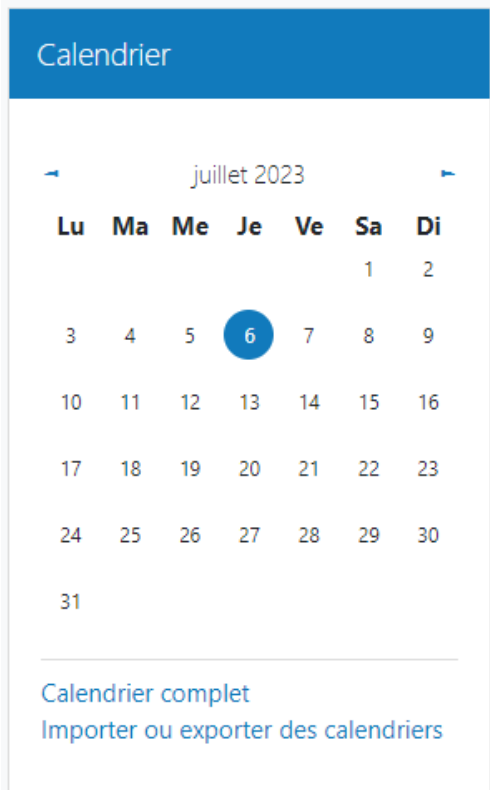 Calendrier
◄ juillet 2023 ►
Lu Ma Me Je Ve Sa Di
1 2
3 4 5 6 7 8 9
10 11 12 13 14 15 16
17 18 19 20 21 22 23
24 25 26 27 28 29 30
31
Calendrier complet
Importer ou exporter des calendriers